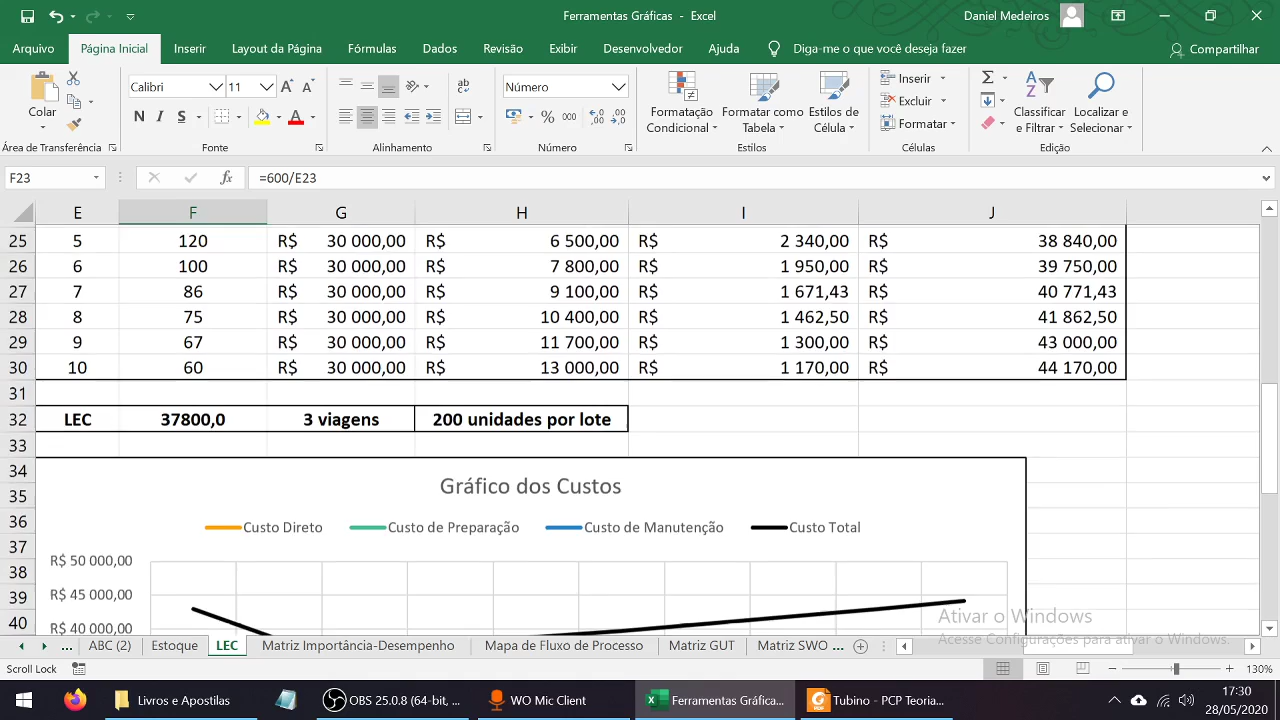 Ferramentas Gráficas - Excel
Daniel Medeiros
Arquivo Página Inicial Inserir Layout da Página Fórmulas Dados Revisão Exibir Desenvolvedor Ajuda Diga-me o que você deseja fazer Compartilhar
Colar
Área de Transferência
Calibri 11
N I S A
Fonte
Alinhamento
Número
% 000
Número
Formatação Condicional
Formatar como Tabela
Estilos de Célula
Estilos
Inserir
Excluir
Formatar
Células
Classificar e Filtrar
Localizar e Selecionar
Edição
F23 fx =600/E23
E F G H I J
25 5 120 R$ 30 000,00 R$ 6 500,00 R$ 2 340,00 R$ 38 840,00
26 6 100 R$ 30 000,00 R$ 7 800,00 R$ 1 950,00 R$ 39 750,00
27 7 86 R$ 30 000,00 R$ 9 100,00 R$ 1 671,43 R$ 40 771,43
28 8 75 R$ 30 000,00 R$ 10 400,00 R$ 1 462,50 R$ 41 862,50
29 9 67 R$ 30 000,00 R$ 11 700,00 R$ 1 300,00 R$ 43 000,00
30 10 60 R$ 30 000,00 R$ 13 000,00 R$ 1 170,00 R$ 44 170,00
31
32 LEC 37800,0 3 viagens 200 unidades por lote
33
34
35
36
37
38
39
40
Gráfico dos Custos
Custo Direto Custo de Preparação Custo de Manutenção Custo Total
R$ 50 000,00
R$ 45 000,00
R$ 40 000,00
Ativar o Windows
Acesse Configurações para ativar o Windows.
... ABC (2) Estoque LEC Matriz Importância Desempenho Mapa de Fluxo de Processo Matriz GUT Matriz SWO ...
Scroll Lock 130%
Livros e Apostilas OBS 25.0.8 (64-bit, ... WO Mic Client Ferramentas Gráfica... Tubino - PCP Teoria...
17:30
28/05/2020